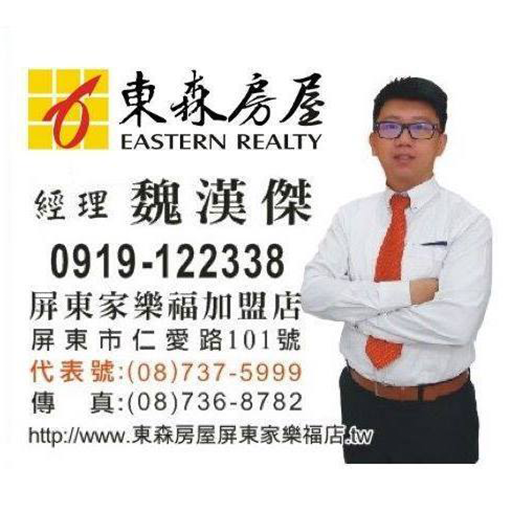 東森房屋
EASTERN REALTY
經理 魏漢傑
0919-122338
屏東家樂福加盟店
屏東市仁愛路101號
代表號:(08)737-5999
傳　真:(08)736-8782
http://www.東森房屋屏東家樂福店.tw